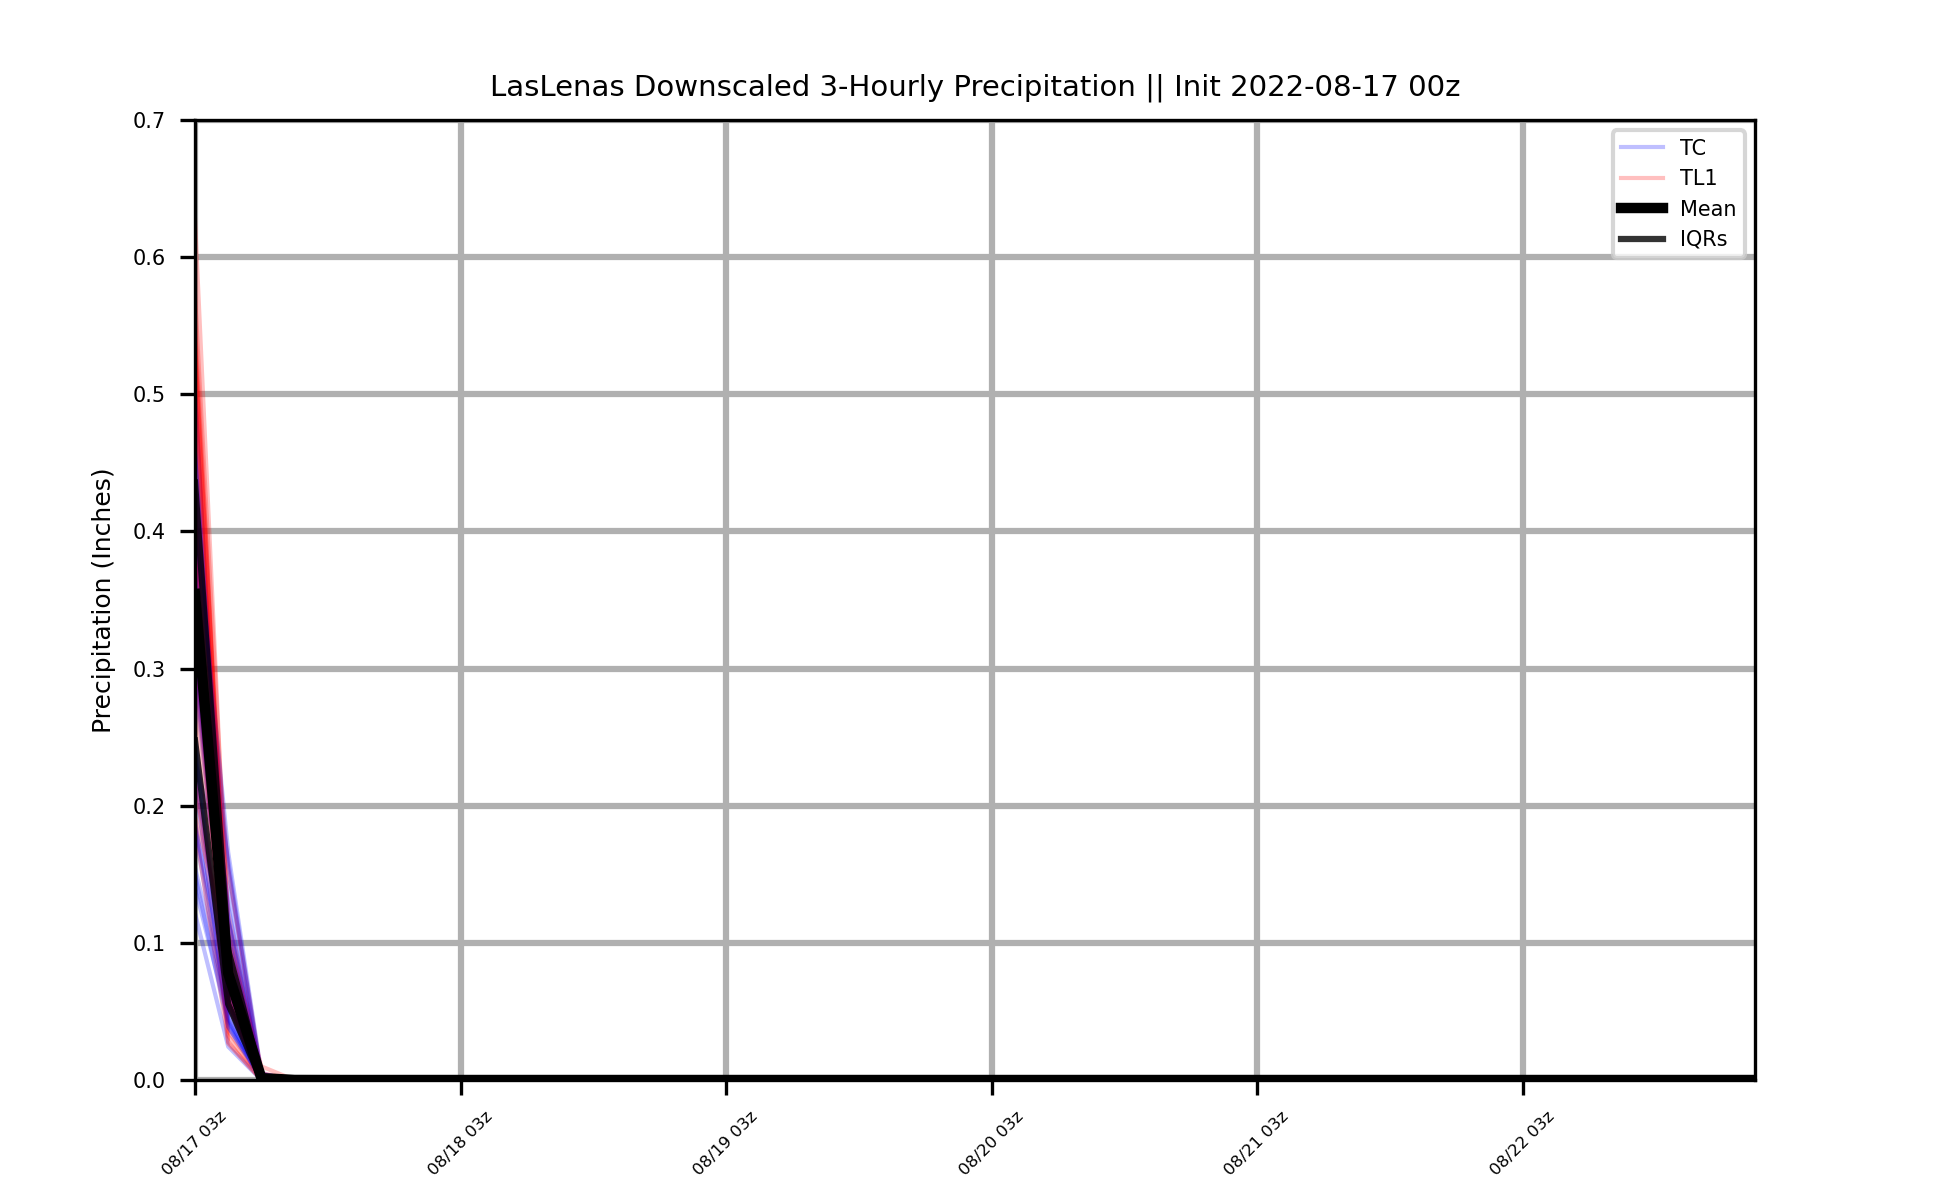 LasLenas Downscaled 3-Hourly Precipitation || Init 2022-08-17 00z
Precipitation (Inches)
0.7
0.6
0.5
0.4
0.3
0.2
0.1
0.0
TC
TL1
Mean
IQRs
08/17 03z
08/18 03z
08/19 03z
08/20 03z
08/21 03z
08/22 03z